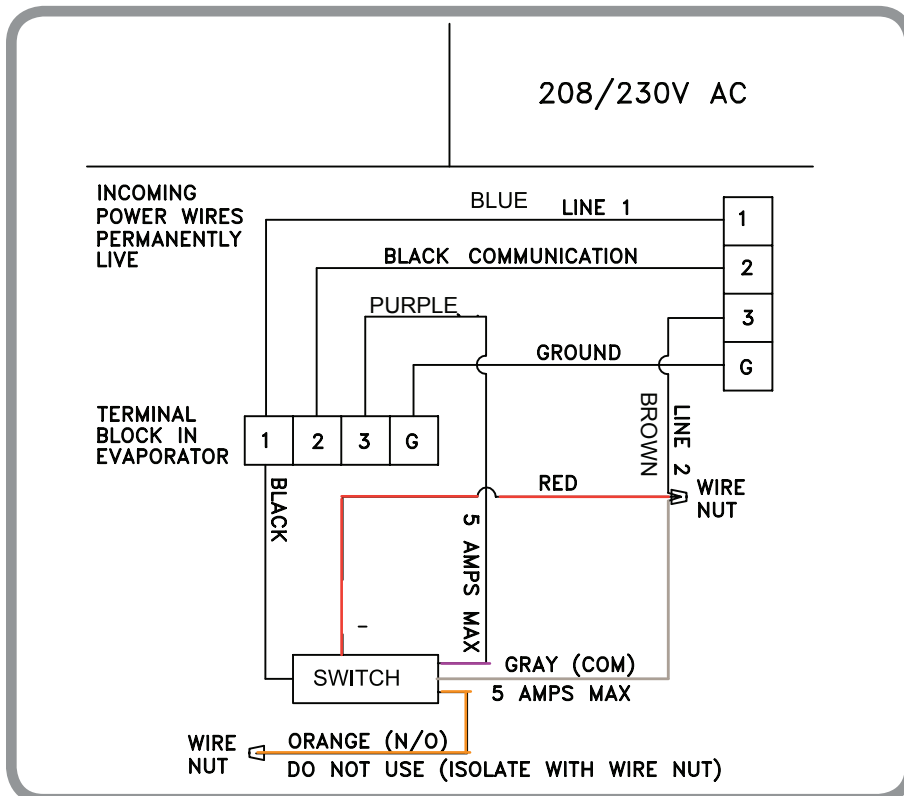 208/230V AC
INCOMING
POWER WIRES
PERMANENTLY
LIVE
BLUE LINE 1
1
BLACK COMMUNICATION
2
PURPLE
3
GROUND
G
TERMINAL
BLOCK IN
EVAPORATOR
1 2 3 G
BROWN
LINE 2
BLACK
RED
WIRE
NUT
5 AMPS MAX
SWITCH
GRAY (COM)
5 AMPS MAX
WIRE
NUT
ORANGE (N/O)
DO NOT USE (ISOLATE WITH WIRE NUT)